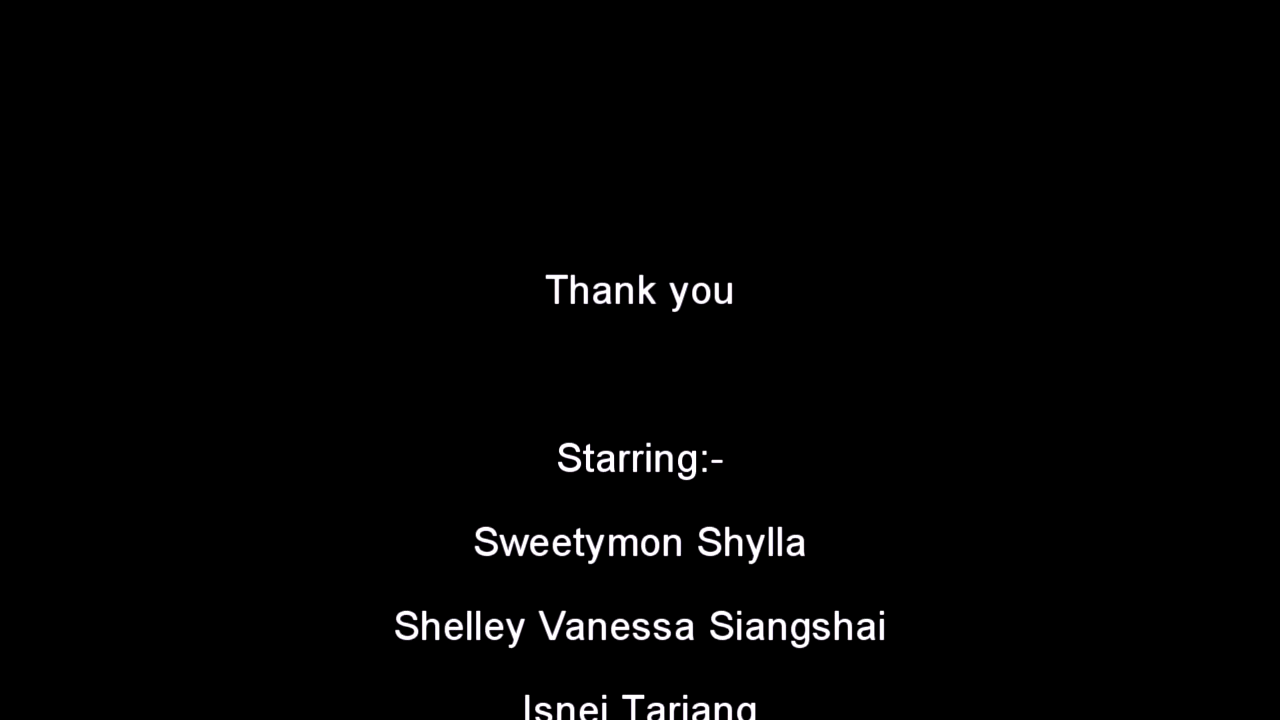 Thank you
Starring:-
Sweetymon Shylla
Shelley Vanessa Siangshai
Isnei Tariang